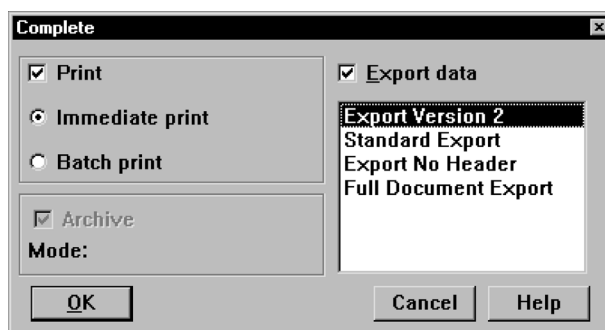 Complete
Print
Immediate print
Batch print
Archive
Mode:
Export data
Export Version 2
Standard Export
Export No Header
Full Document Export
OK
Cancel
Help